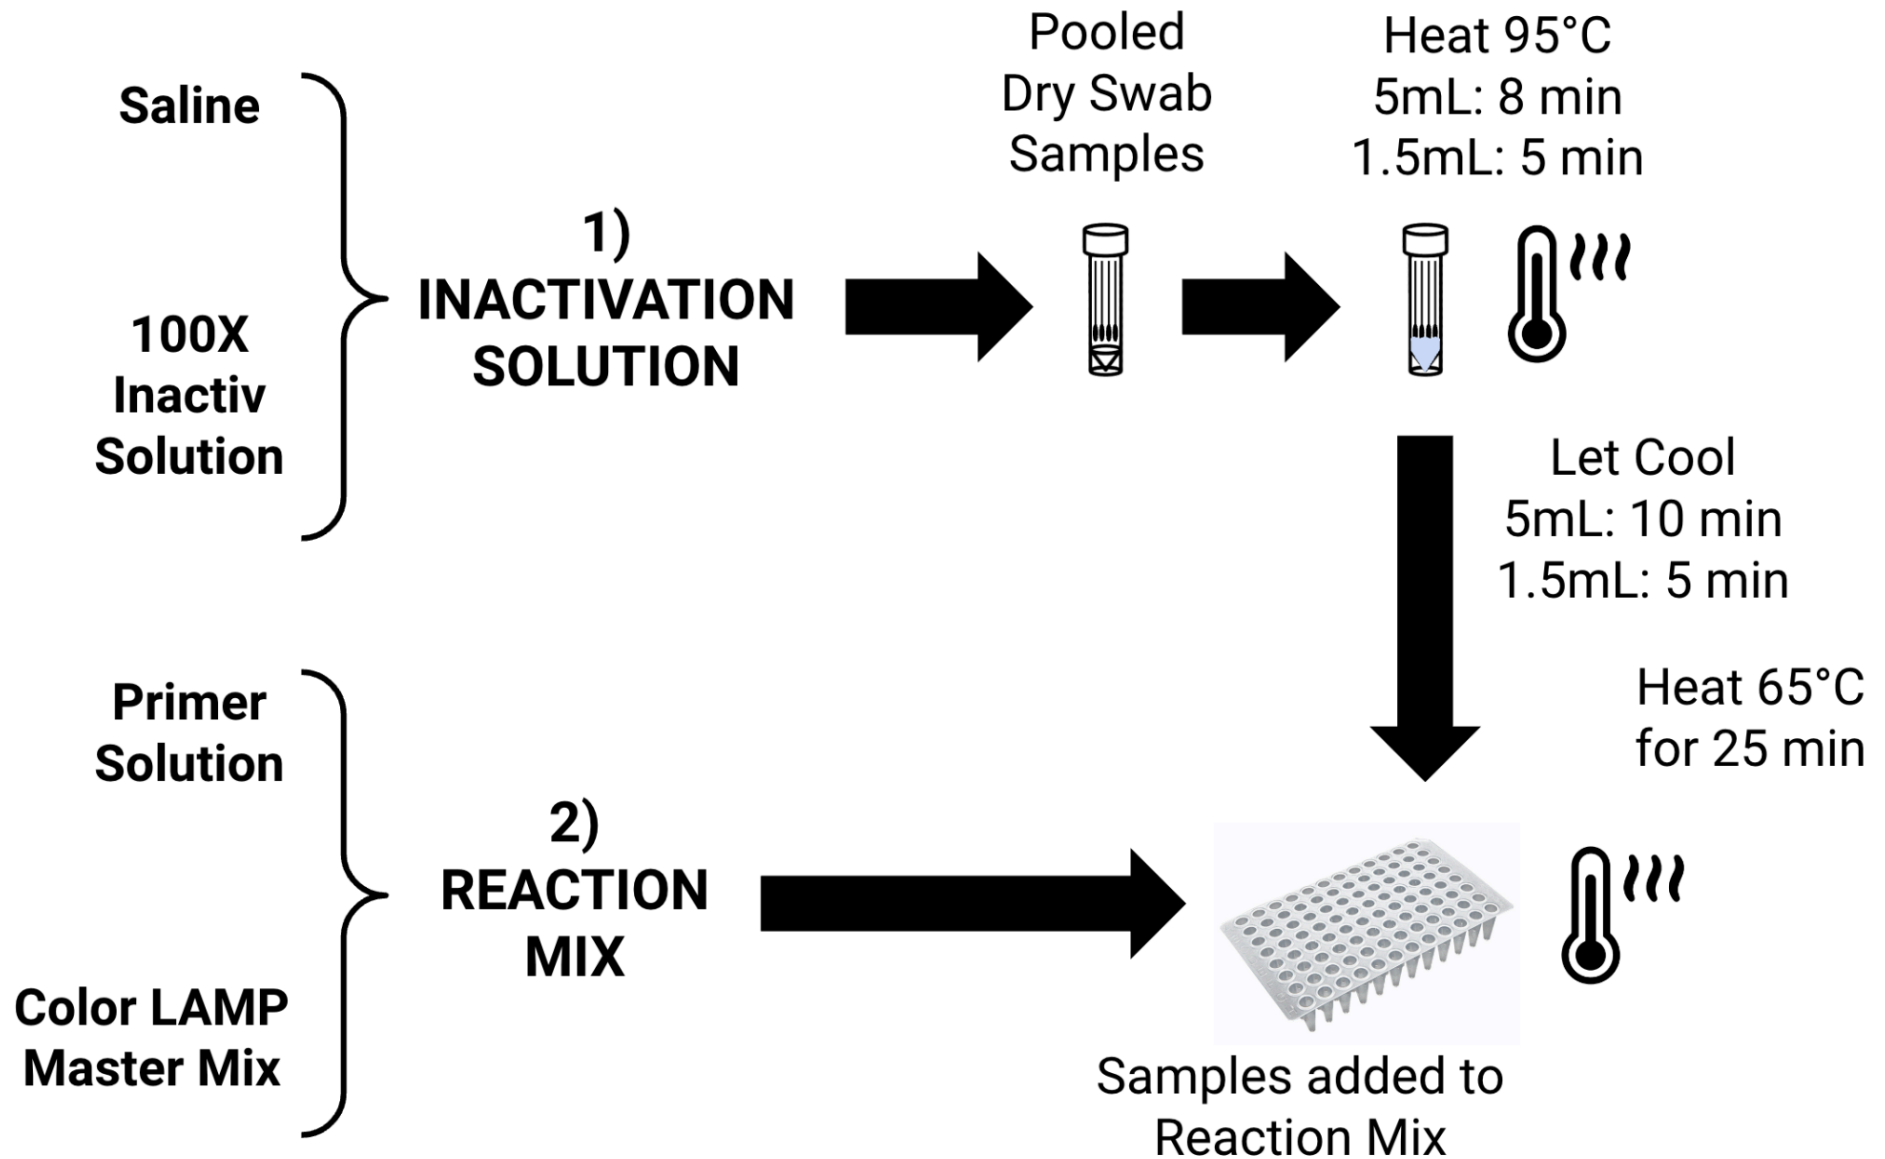 Saline
100X
Inactiv
Solution
1)
INACTIVATION
SOLUTION
Pooled
Dry Swab
Samples
Heat 95°C
5mL: 8 min
1.5mL: 5 min
Let Cool
5mL: 10 min
1.5mL: 5 min
Primer
Solution
Color LAMP
Master Mix
2)
REACTION
MIX
Heat 65°C
for 25 min
Samples added to
Reaction Mix